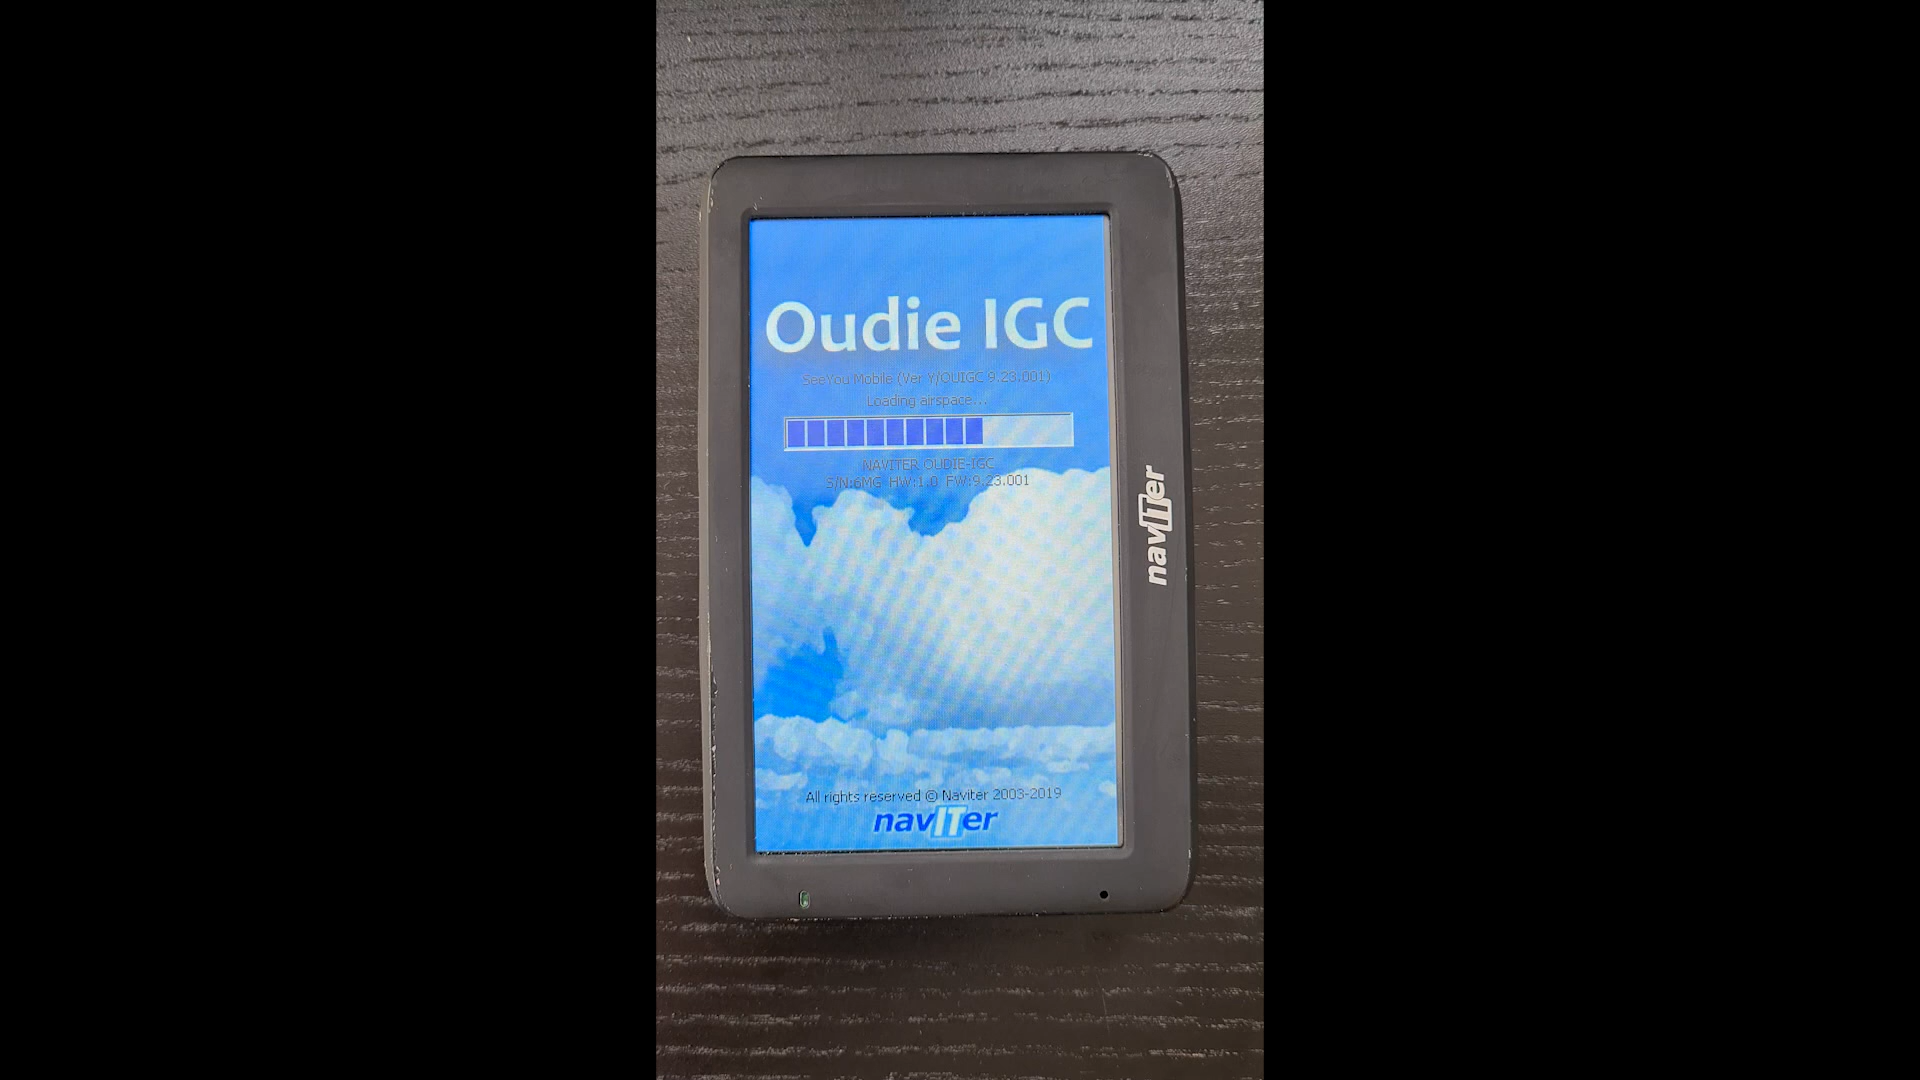 Oudie IGC
SeeYou Mobile (Ver Y/OUIGC 9.23.001)
Loading airspace...
NAVITER OUDIE-IGC
S/N:6MG HW:1.0 FW:9.23.001
naviter
All rights reserved © Naviter 2003-2019
naviter